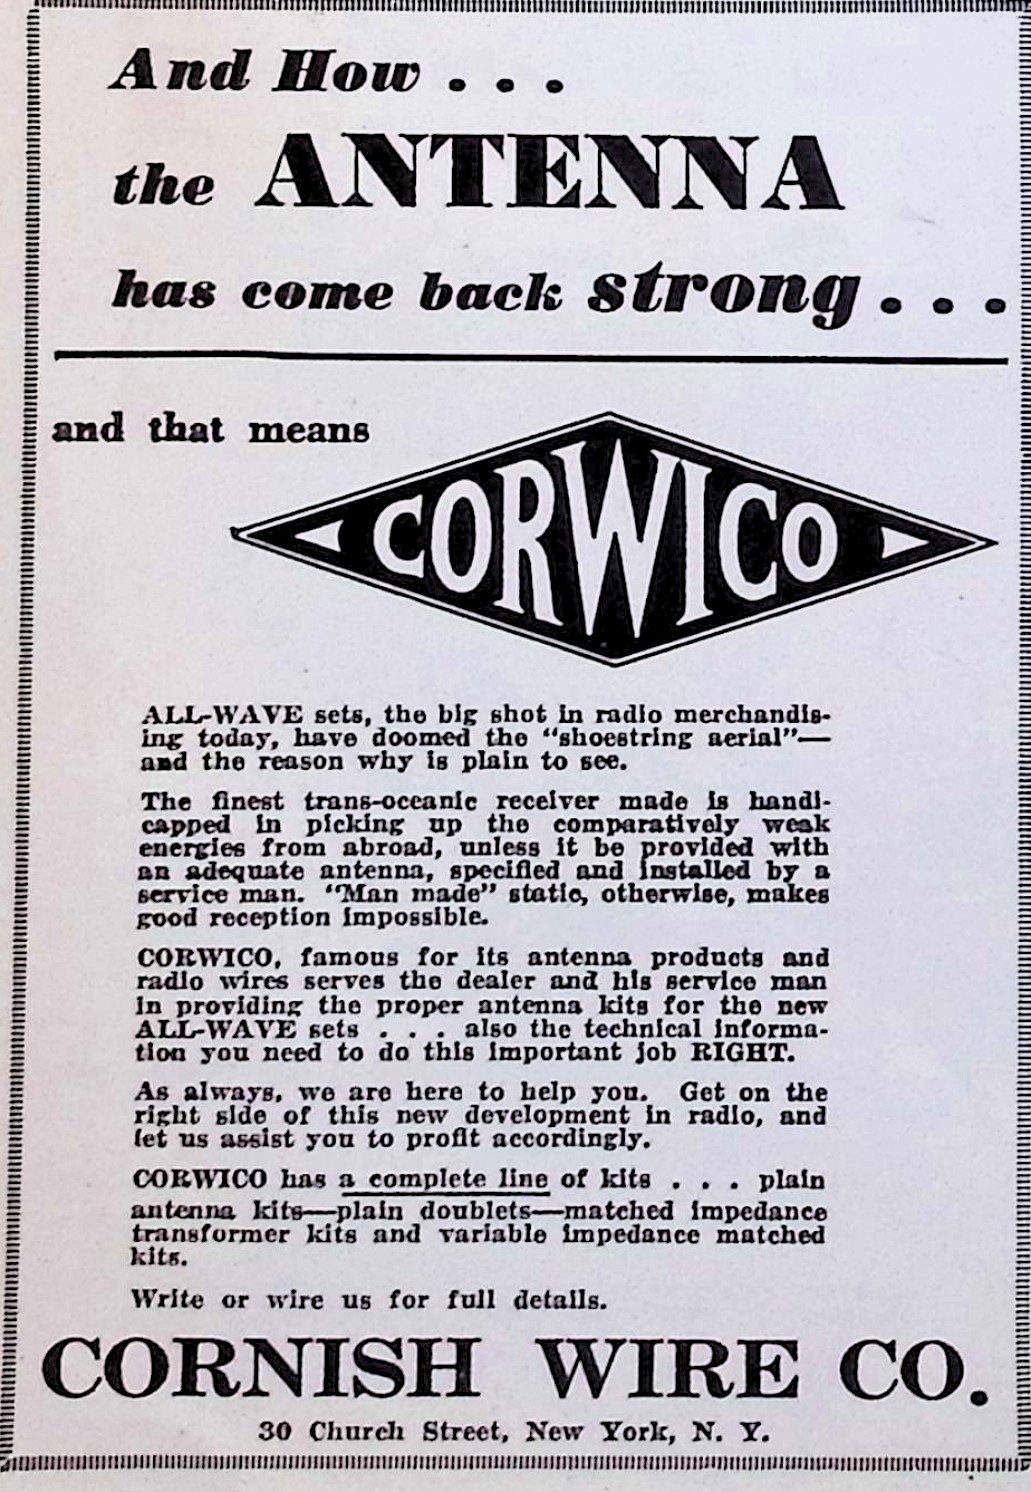 And How . . .
the ANTENNA
has come back strong . . .
and that means
CORWICO
ALL-WAVE sets, the big shot in radio merchandis-
ing today, have doomed the "shoestring aerial"—
and the reason why is plain to see.
The finest trans-oceanic receiver made is handi-
capped in picking up the comparatively weak
energies from abroad, unless it be provided with
an adequate antenna, specified and installed by a
service man. "Man made" static, otherwise, makes
good reception impossible.
CORWICO, famous for its antenna products and
radio wires serves the dealer and his service man
in providing the proper antenna kits for the new
ALL-WAVE sets . . . also the technical informa-
tion you need to do this important job RIGHT.
As always, we are here to help you. Get on the
right side of this new development in radio, and
let us assist you to profit accordingly.
CORWICO has a complete line of kits . . . plain
antenna kits—plain doublets—matched impedance
transformer kits and variable impedance matched
kits.
Write or wire us for full details.
CORNISH WIRE CO.
30 Church Street, New York, N. Y.